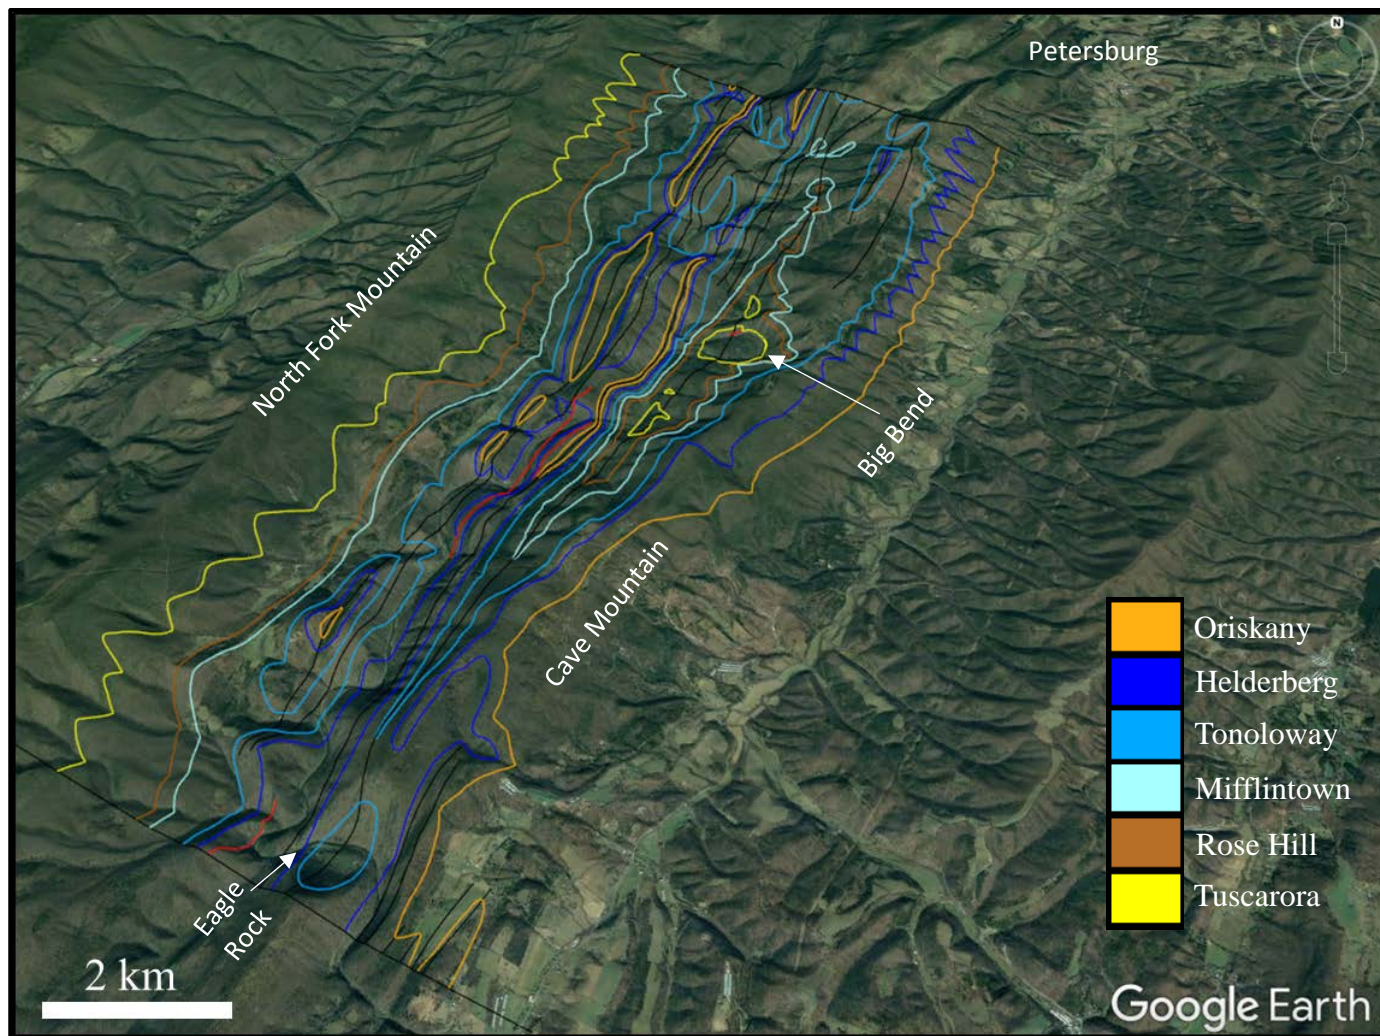 N
Petersburg
North Fork Mountain
Big Bend
Cave Mountain
Eagle
Rock
Oriskany
Helderberg
Tonoloway
Mifflintown
Rose Hill
Tuscarora
2 km
Google Earth